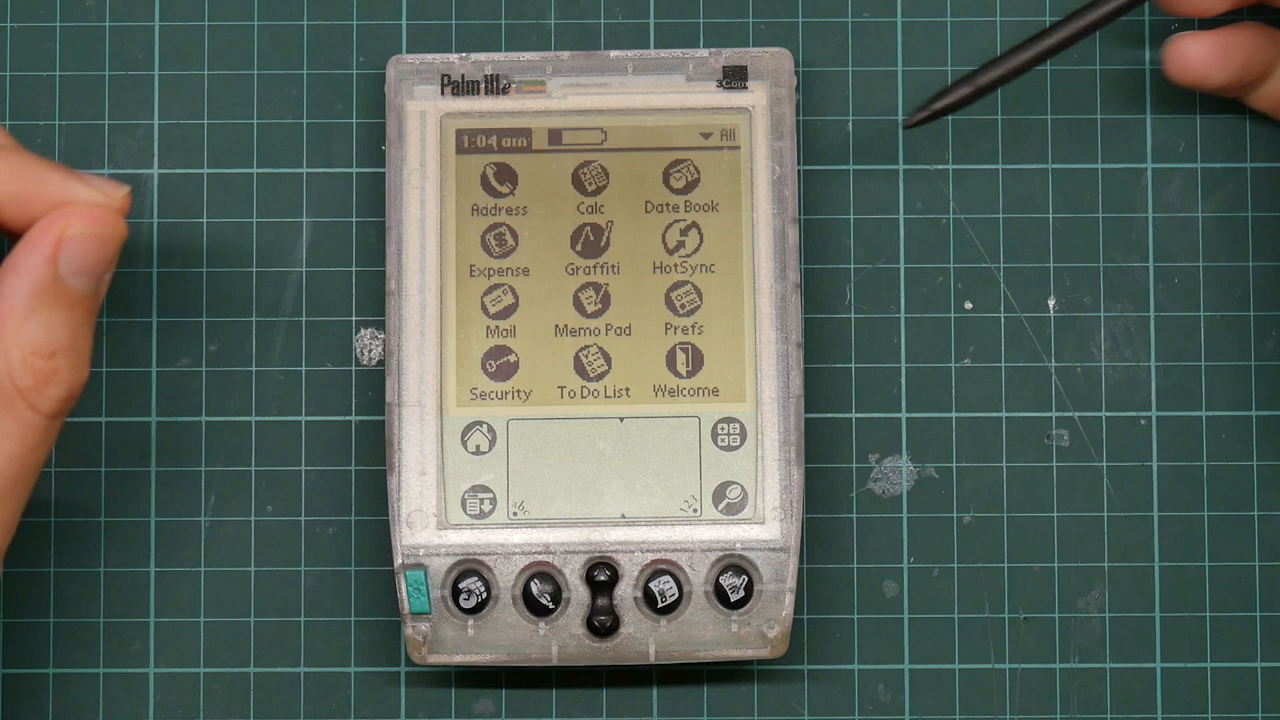 Palm IIIe
3Com
1:04 am
All
Address Calc Date Book
Expense Graffiti HotSync
Mail Memo Pad Prefs
Security To Do List Welcome
abc 123